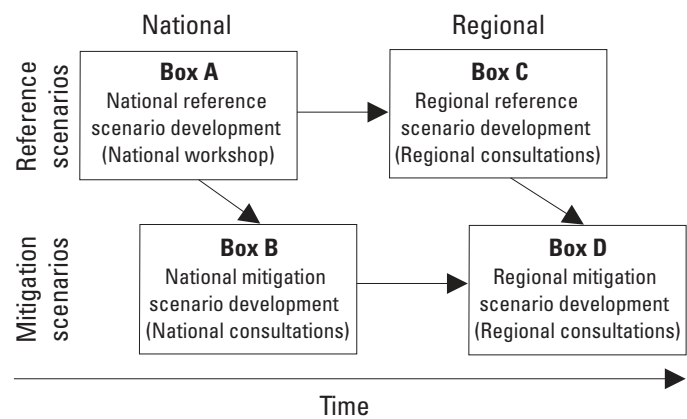 National
Regional
Reference
scenarios
Box A
National reference
scenario development
(National workshop)
Box C
Regional reference
scenario development
(Regional consultations)
Mitigation
scenarios
Box B
National mitigation
scenario development
(National consultations)
Box D
Regional mitigation
scenario development
(Regional consultations)
Time